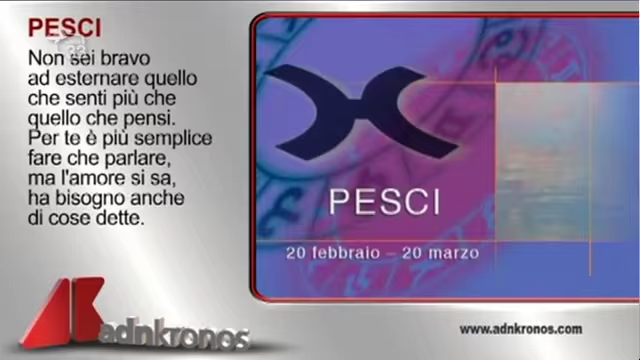 PESCI
Non sei bravo
ad esternare quello
che senti più che
quello che pensi.
Per te è più semplice
fare che parlare,
ma l'amore si sa,
ha bisogno anche
di cose dette.
PESCI
20 febbraio – 20 marzo
adnkronos
www.adnkronos.com